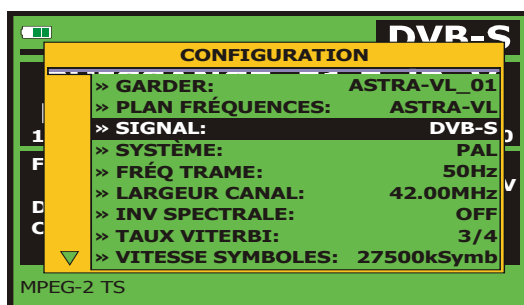 DVB-S
CONFIGURATION
» GARDER: ASTRA-VL_01
» PLAN FRÉQUENCES: ASTRA-VL
» SIGNAL: DVB-S
» SYSTÈME: PAL
» FRÉQ TRAME: 50Hz
» LARGEUR CANAL: 42.00MHz
» INV SPECTRALE: OFF
» TAUX VITERBI: 3/4
» VITESSE SYMBOLES: 27500kSymb
MPEG-2 TS